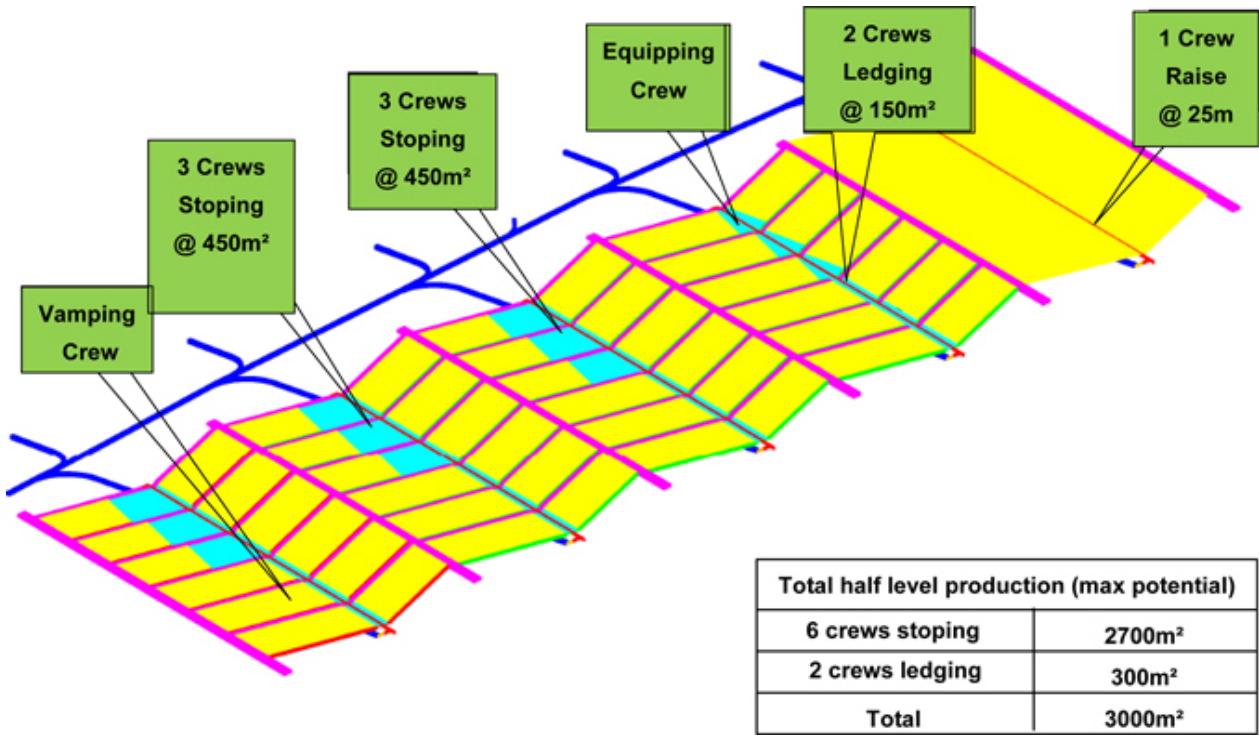 Vamping
Crew
3 Crews
Stoping
@ 450m²
3 Crews
Stoping
@ 450m²
Equipping
Crew
2 Crews
Ledging
@ 150m²
1 Crew
Raise
@ 25m
Total half level production (max potential)
6 crews stoping 2700m²
2 crews ledging 300m²
Total 3000m²